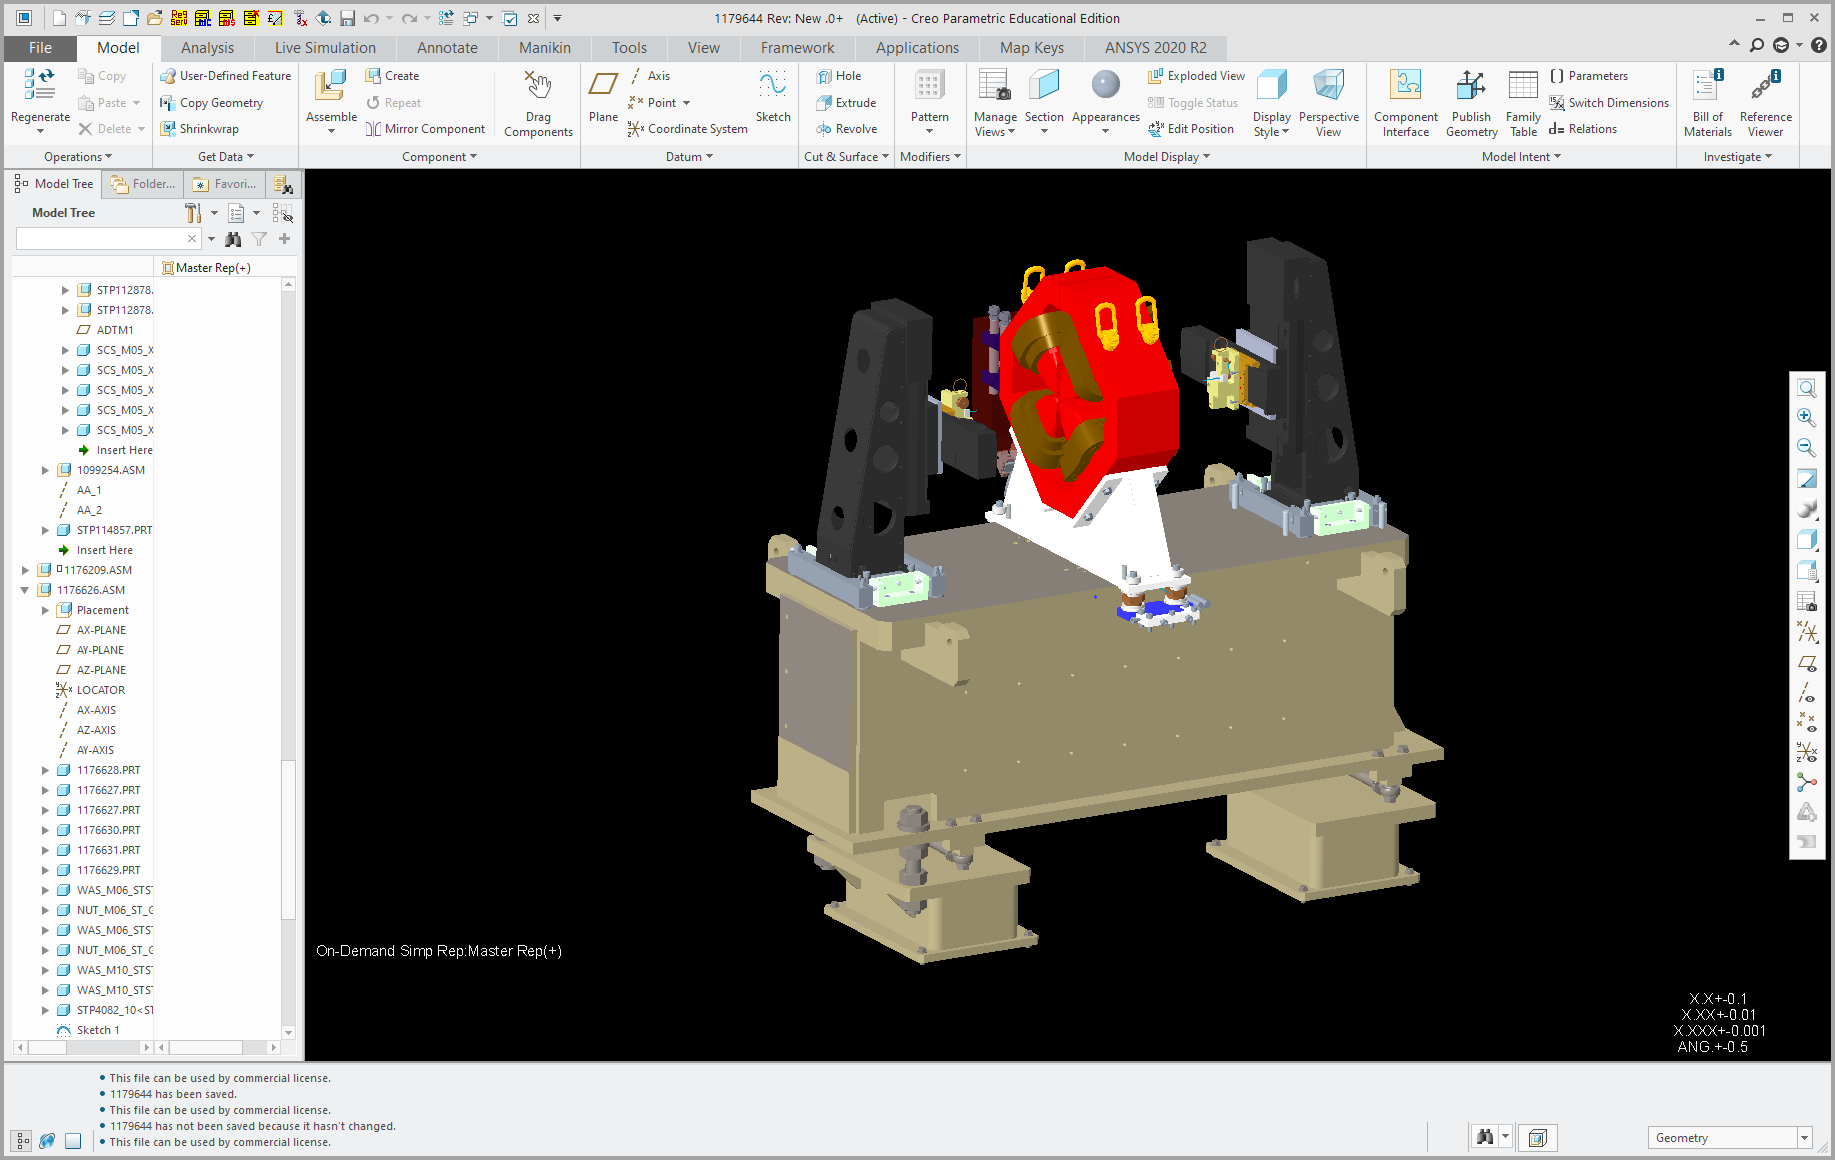 1179644 Rev: New .0+ (Active) - Creo Parametric Educational Edition
File Model Analysis Live Simulation Annotate Manikin Tools View Framework Applications Map Keys ANSYS 2020 R2
Regenerate
Copy
Paste
Delete
Operations
User-Defined Feature
Copy Geometry
Shrinkwrap
Get Data
Assemble
Create
Repeat
Mirror Component
Drag
Components
Component
Plane
Axis
Point
Coordinate System
Sketch
Datum
Hole
Extrude
Revolve
Cut & Surface
Pattern
Modifiers
Manage
Views
Section
Appearances
Exploded View
Toggle Status
Edit Position
Display
Style
Perspective
View
Model Display
Component
Interface
Publish
Geometry
Family
Table
Parameters
Switch Dimensions
Relations
Model Intent
Bill of
Materials
Reference
Viewer
Investigate
Model Tree Folder... Favori...
Model Tree
Master Rep(+)
STP112878.
STP112878.
ADTM1
SCS_M05_X
SCS_M05_X
SCS_M05_X
SCS_M05_X
SCS_M05_X
Insert Here
1099254.ASM
AA_1
AA_2
STP114857.PRT
Insert Here
1176209.ASM
1176626.ASM
Placement
AX-PLANE
AY-PLANE
AZ-PLANE
LOCATOR
AX-AXIS
AZ-AXIS
AY-AXIS
1176628.PRT
1176627.PRT
1176627.PRT
1176630.PRT
1176631.PRT
1176629.PRT
WAS_M06_STST
NUT_M06_ST_G
WAS_M06_STST
NUT_M06_ST_G
WAS_M10_STST
WAS_M10_STST
STP4082_10<ST
Sketch 1
On-Demand Simp Rep:Master Rep(+)
X.X+-0.1
X.XX+-0.01
X.XXX+-0.001
ANG.+-0.5
• This file can be used by commercial license.
• 1179644 has been saved.
• This file can be used by commercial license.
• 1179644 has not been saved because it hasn't changed.
• This file can be used by commercial license.
Geometry